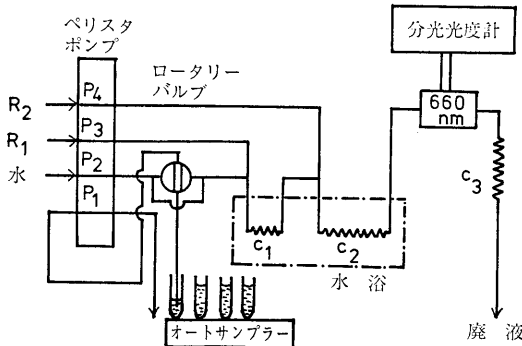 ペリスタ
ポンプ
ロータリー
バルブ
分光光度計
660
nm
R2
R1
水
P4
P3
P2
P1
c1
c2
c3
水浴
オートサンプラー
廃液